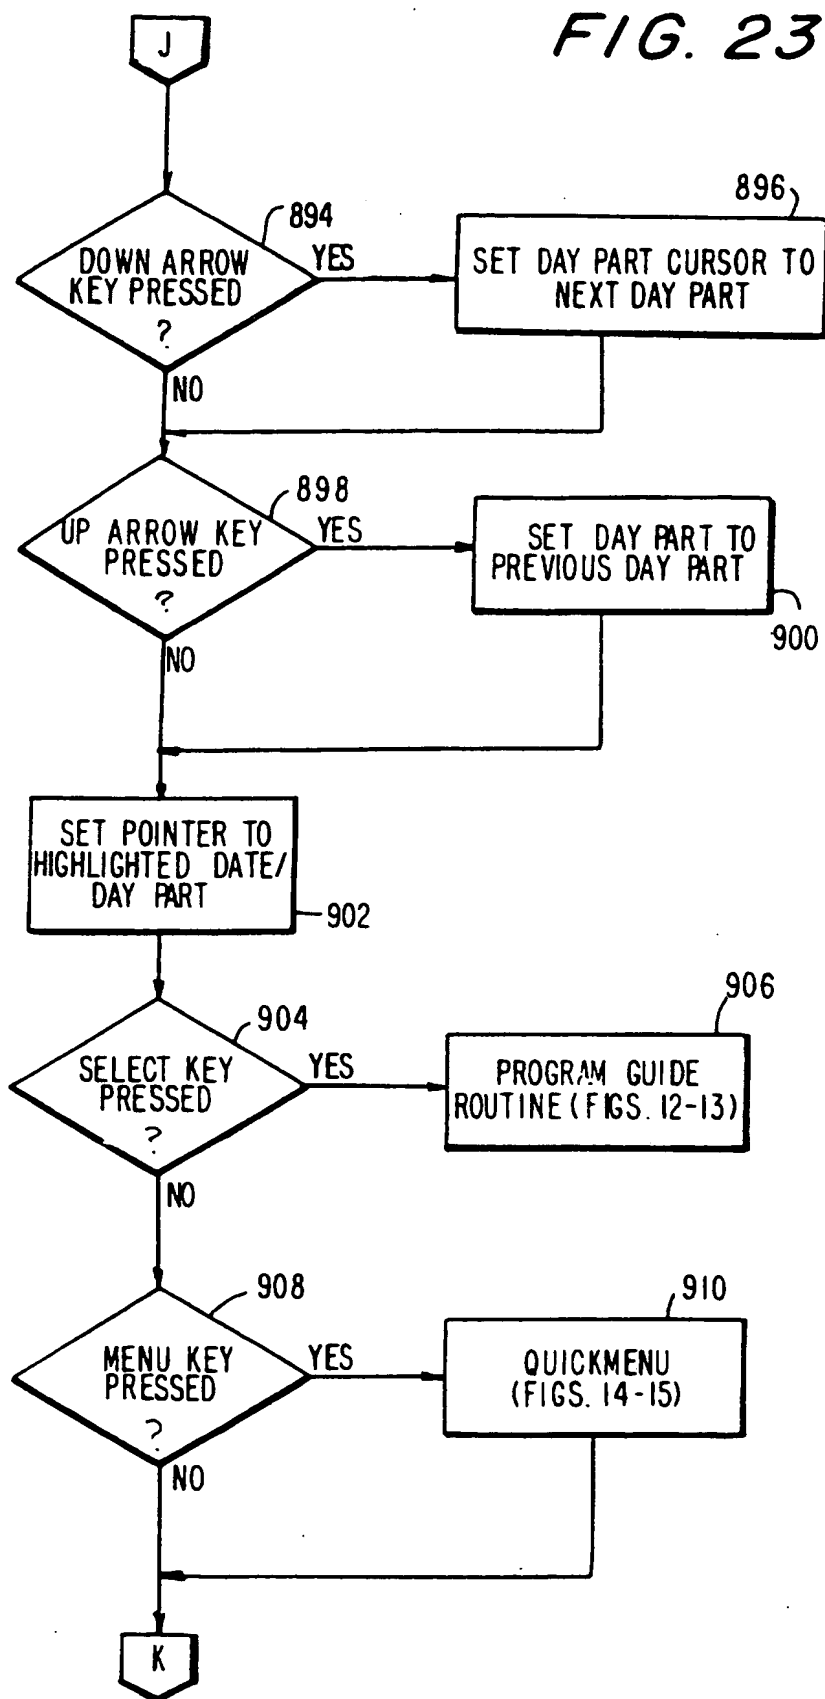 FIG. 23
J
894
DOWN ARROW
KEY PRESSED
?
YES
NO
896
SET DAY PART CURSOR TO
NEXT DAY PART
898
UP ARROW KEY
PRESSED
?
YES
NO
SET DAY PART TO
PREVIOUS DAY PART
900
SET POINTER TO
HIGHLIGHTED DATE/
DAY PART
902
904
SELECT KEY
PRESSED
?
YES
NO
906
PROGRAM GUIDE
ROUTINE (FIGS. 12-13)
908
MENU KEY
PRESSED
?
YES
NO
910
QUICKMENU
(FIGS. 14-15)
K